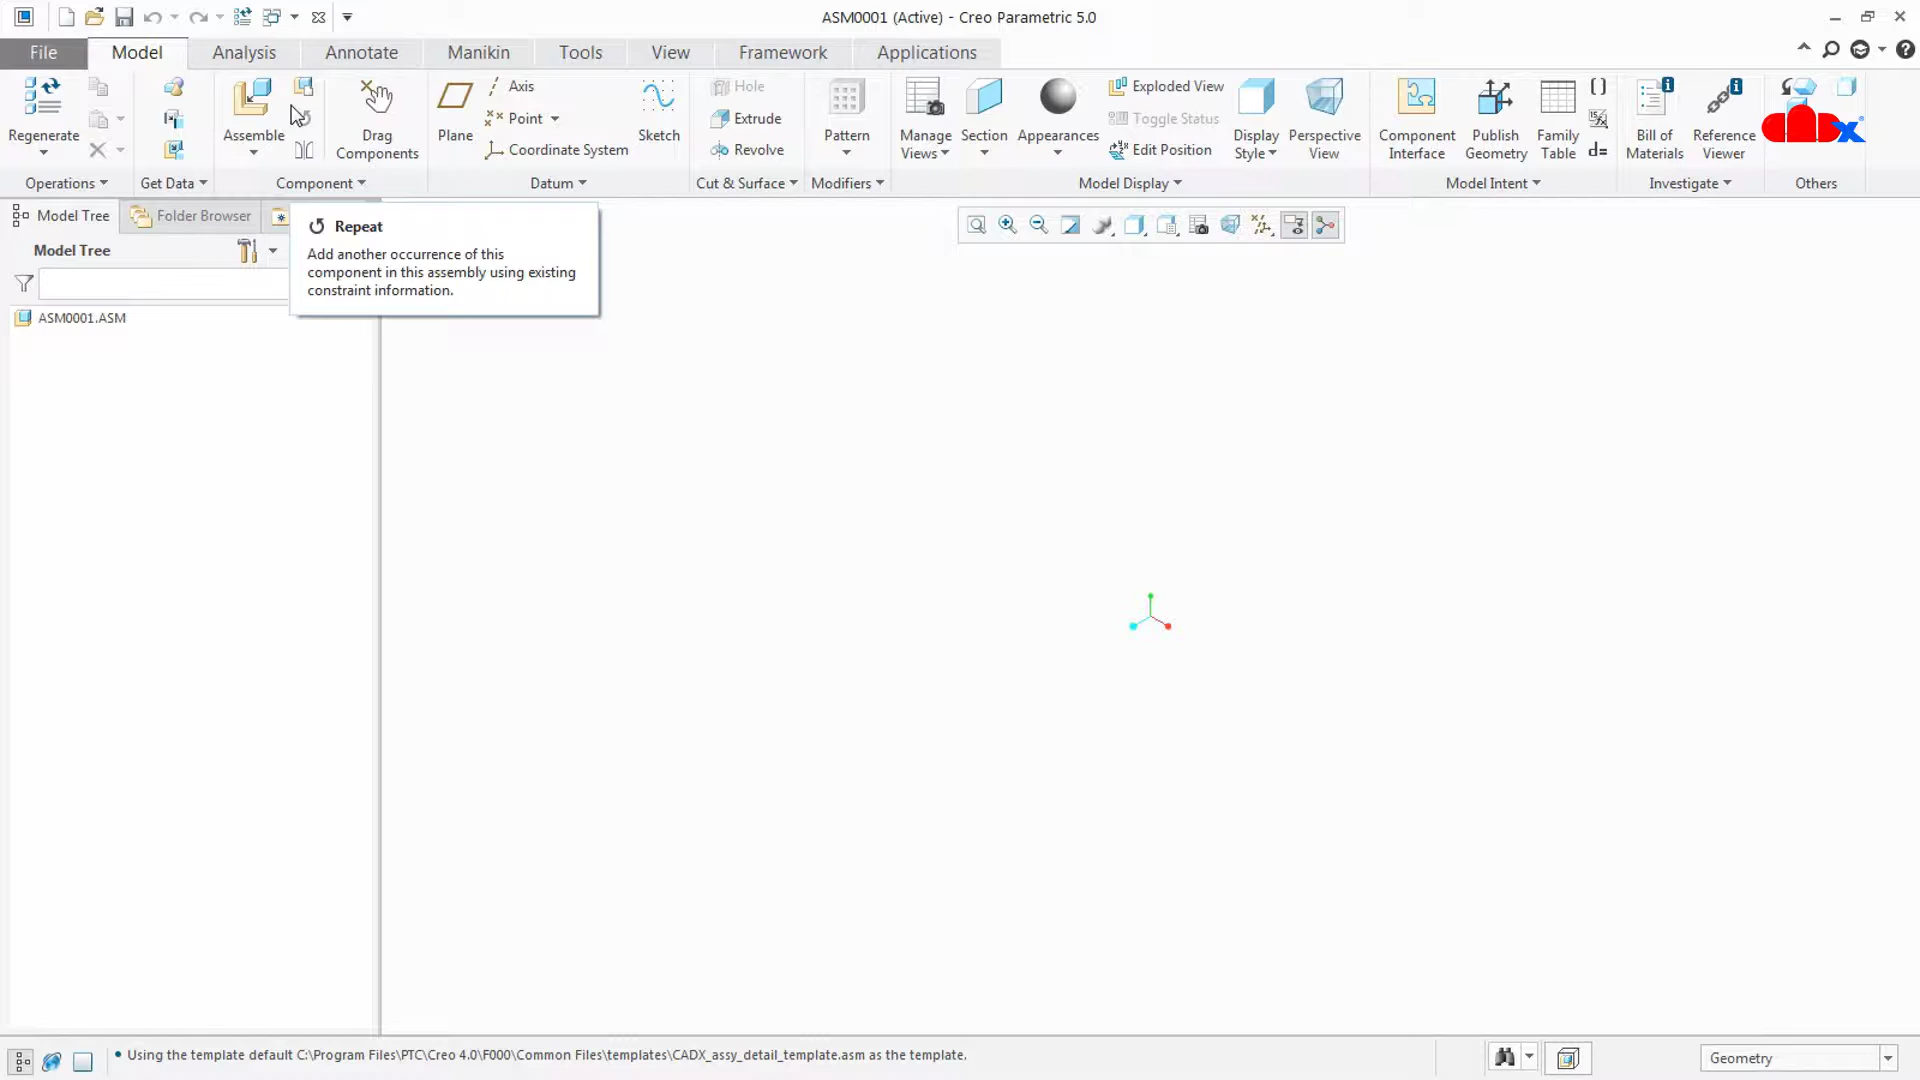 ASM0001 (Active) - Creo Parametric 5.0
File
Model
Analysis
Annotate
Manikin
Tools
View
Framework
Applications
Regenerate
Operations
Get Data
Assemble
Drag
Components
Component
Plane
Axis
Point
Coordinate System
Sketch
Datum
Hole
Extrude
Revolve
Cut & Surface
Pattern
Modifiers
Manage
Views
Section
Appearances
Exploded View
Toggle Status
Edit Position
Display
Style
Perspective
View
Model Display
Component
Interface
Publish
Geometry
Family
Table
d=
Model Intent
Bill of
Materials
Reference
Viewer
Investigate
cadx
Others
Model Tree
Folder Browser
Model Tree
Repeat
Add another occurrence of this
component in this assembly using existing
constraint information.
ASM0001.ASM
Using the template default C:\Program Files\PTC\Creo 4.0\F000\Common Files\templates\CADX_assy_detail_template.asm as the template.
Geometry